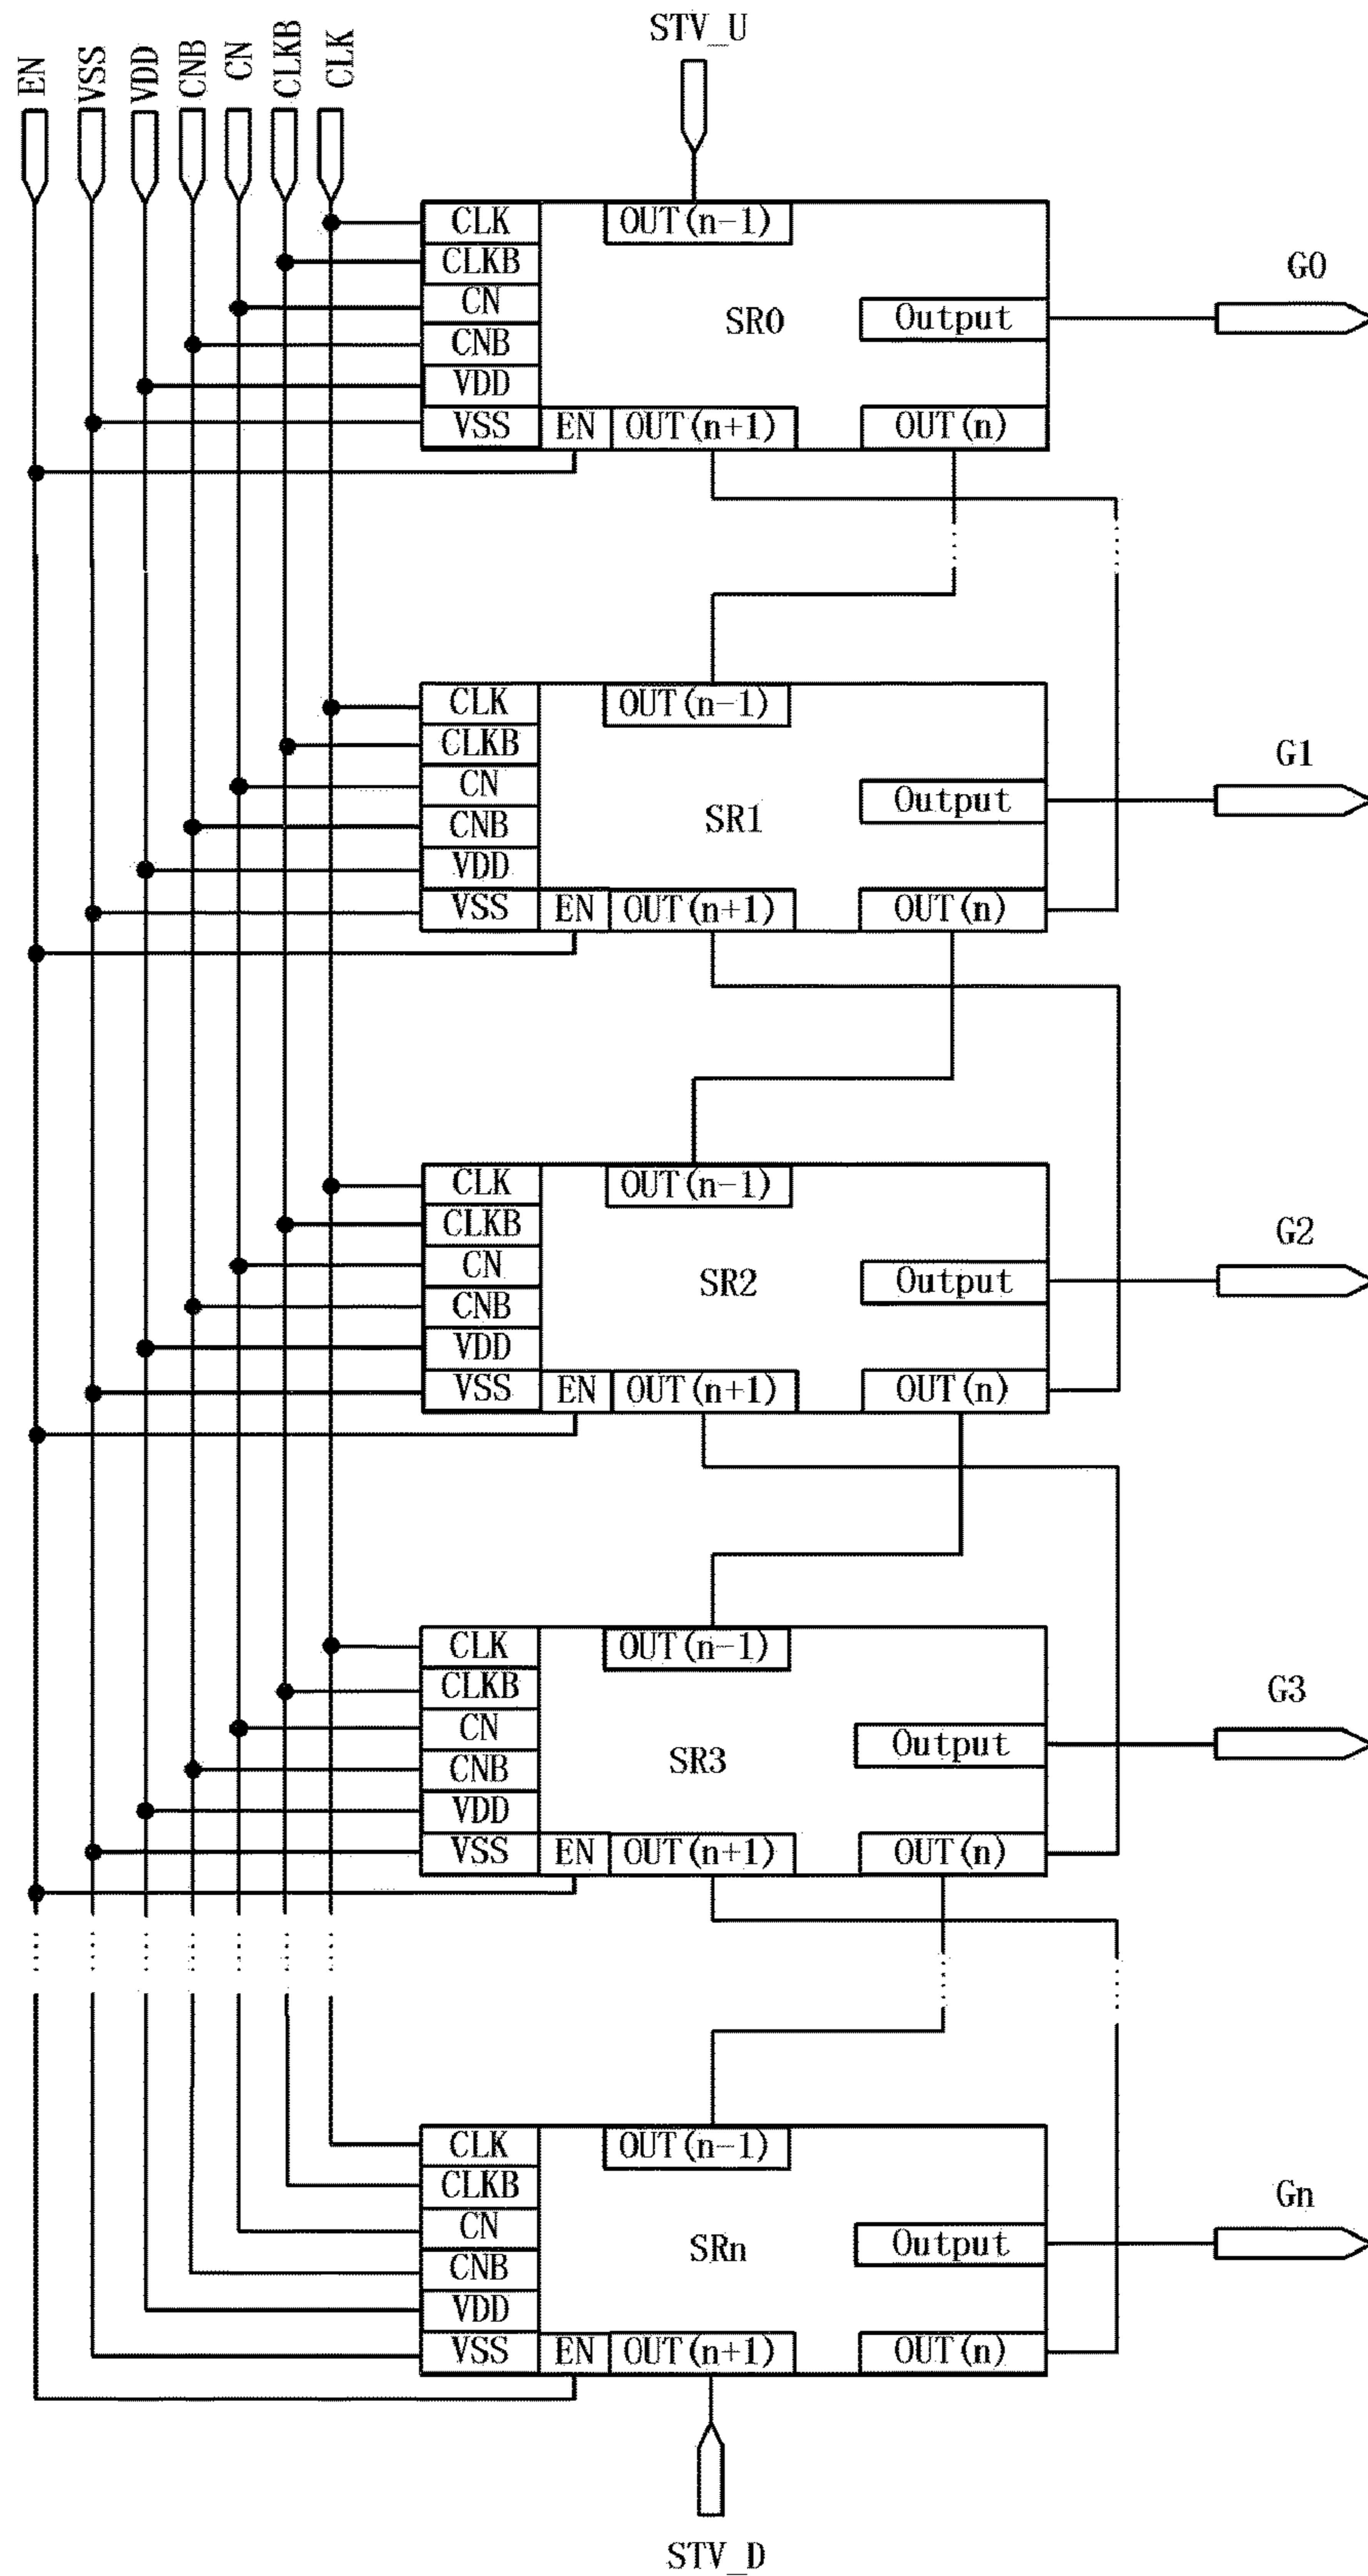 EN
VSS
VDD
CNB
CN
CLKB
CLK
STV_U
CLK
CLKB
CN
CNB
VDD
VSS
EN
OUT(n+1)
OUT(n-1)
SR0
Output
OUT(n)
G0
CLK
CLKB
CN
CNB
VDD
VSS
EN
OUT(n+1)
OUT(n-1)
SR1
Output
OUT(n)
G1
CLK
CLKB
CN
CNB
VDD
VSS
EN
OUT(n+1)
OUT(n-1)
SR2
Output
OUT(n)
G2
CLK
CLKB
CN
CNB
VDD
VSS
EN
OUT(n+1)
OUT(n-1)
SR3
Output
OUT(n)
G3
CLK
CLKB
CN
CNB
VDD
VSS
EN
OUT(n+1)
OUT(n-1)
SRn
Output
OUT(n)
Gn
STV_D